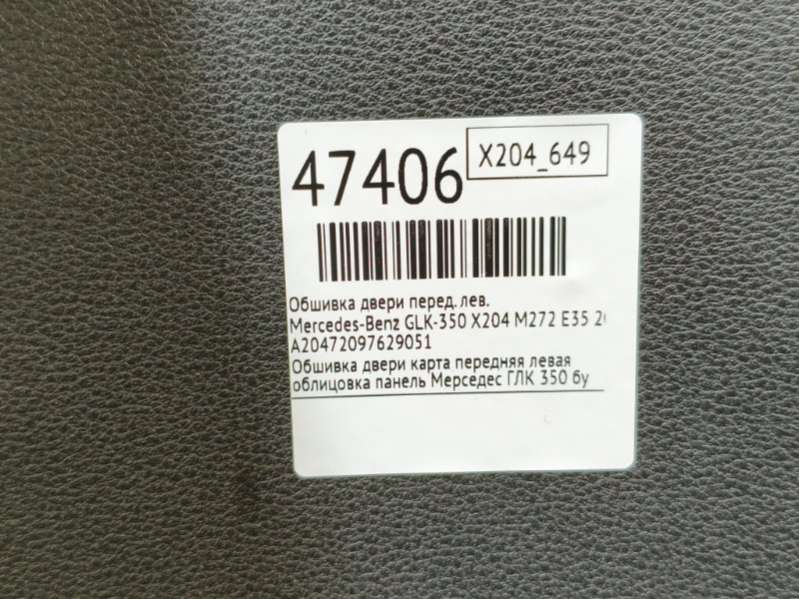 47406
X204_649
Обшивка двери перед. лев.
Mercedes-Benz GLK-350 X204 M272 E35
A20472097629051
Обшивка двери карта передняя левая
облицовка панель Мерседес ГЛК 350 бу